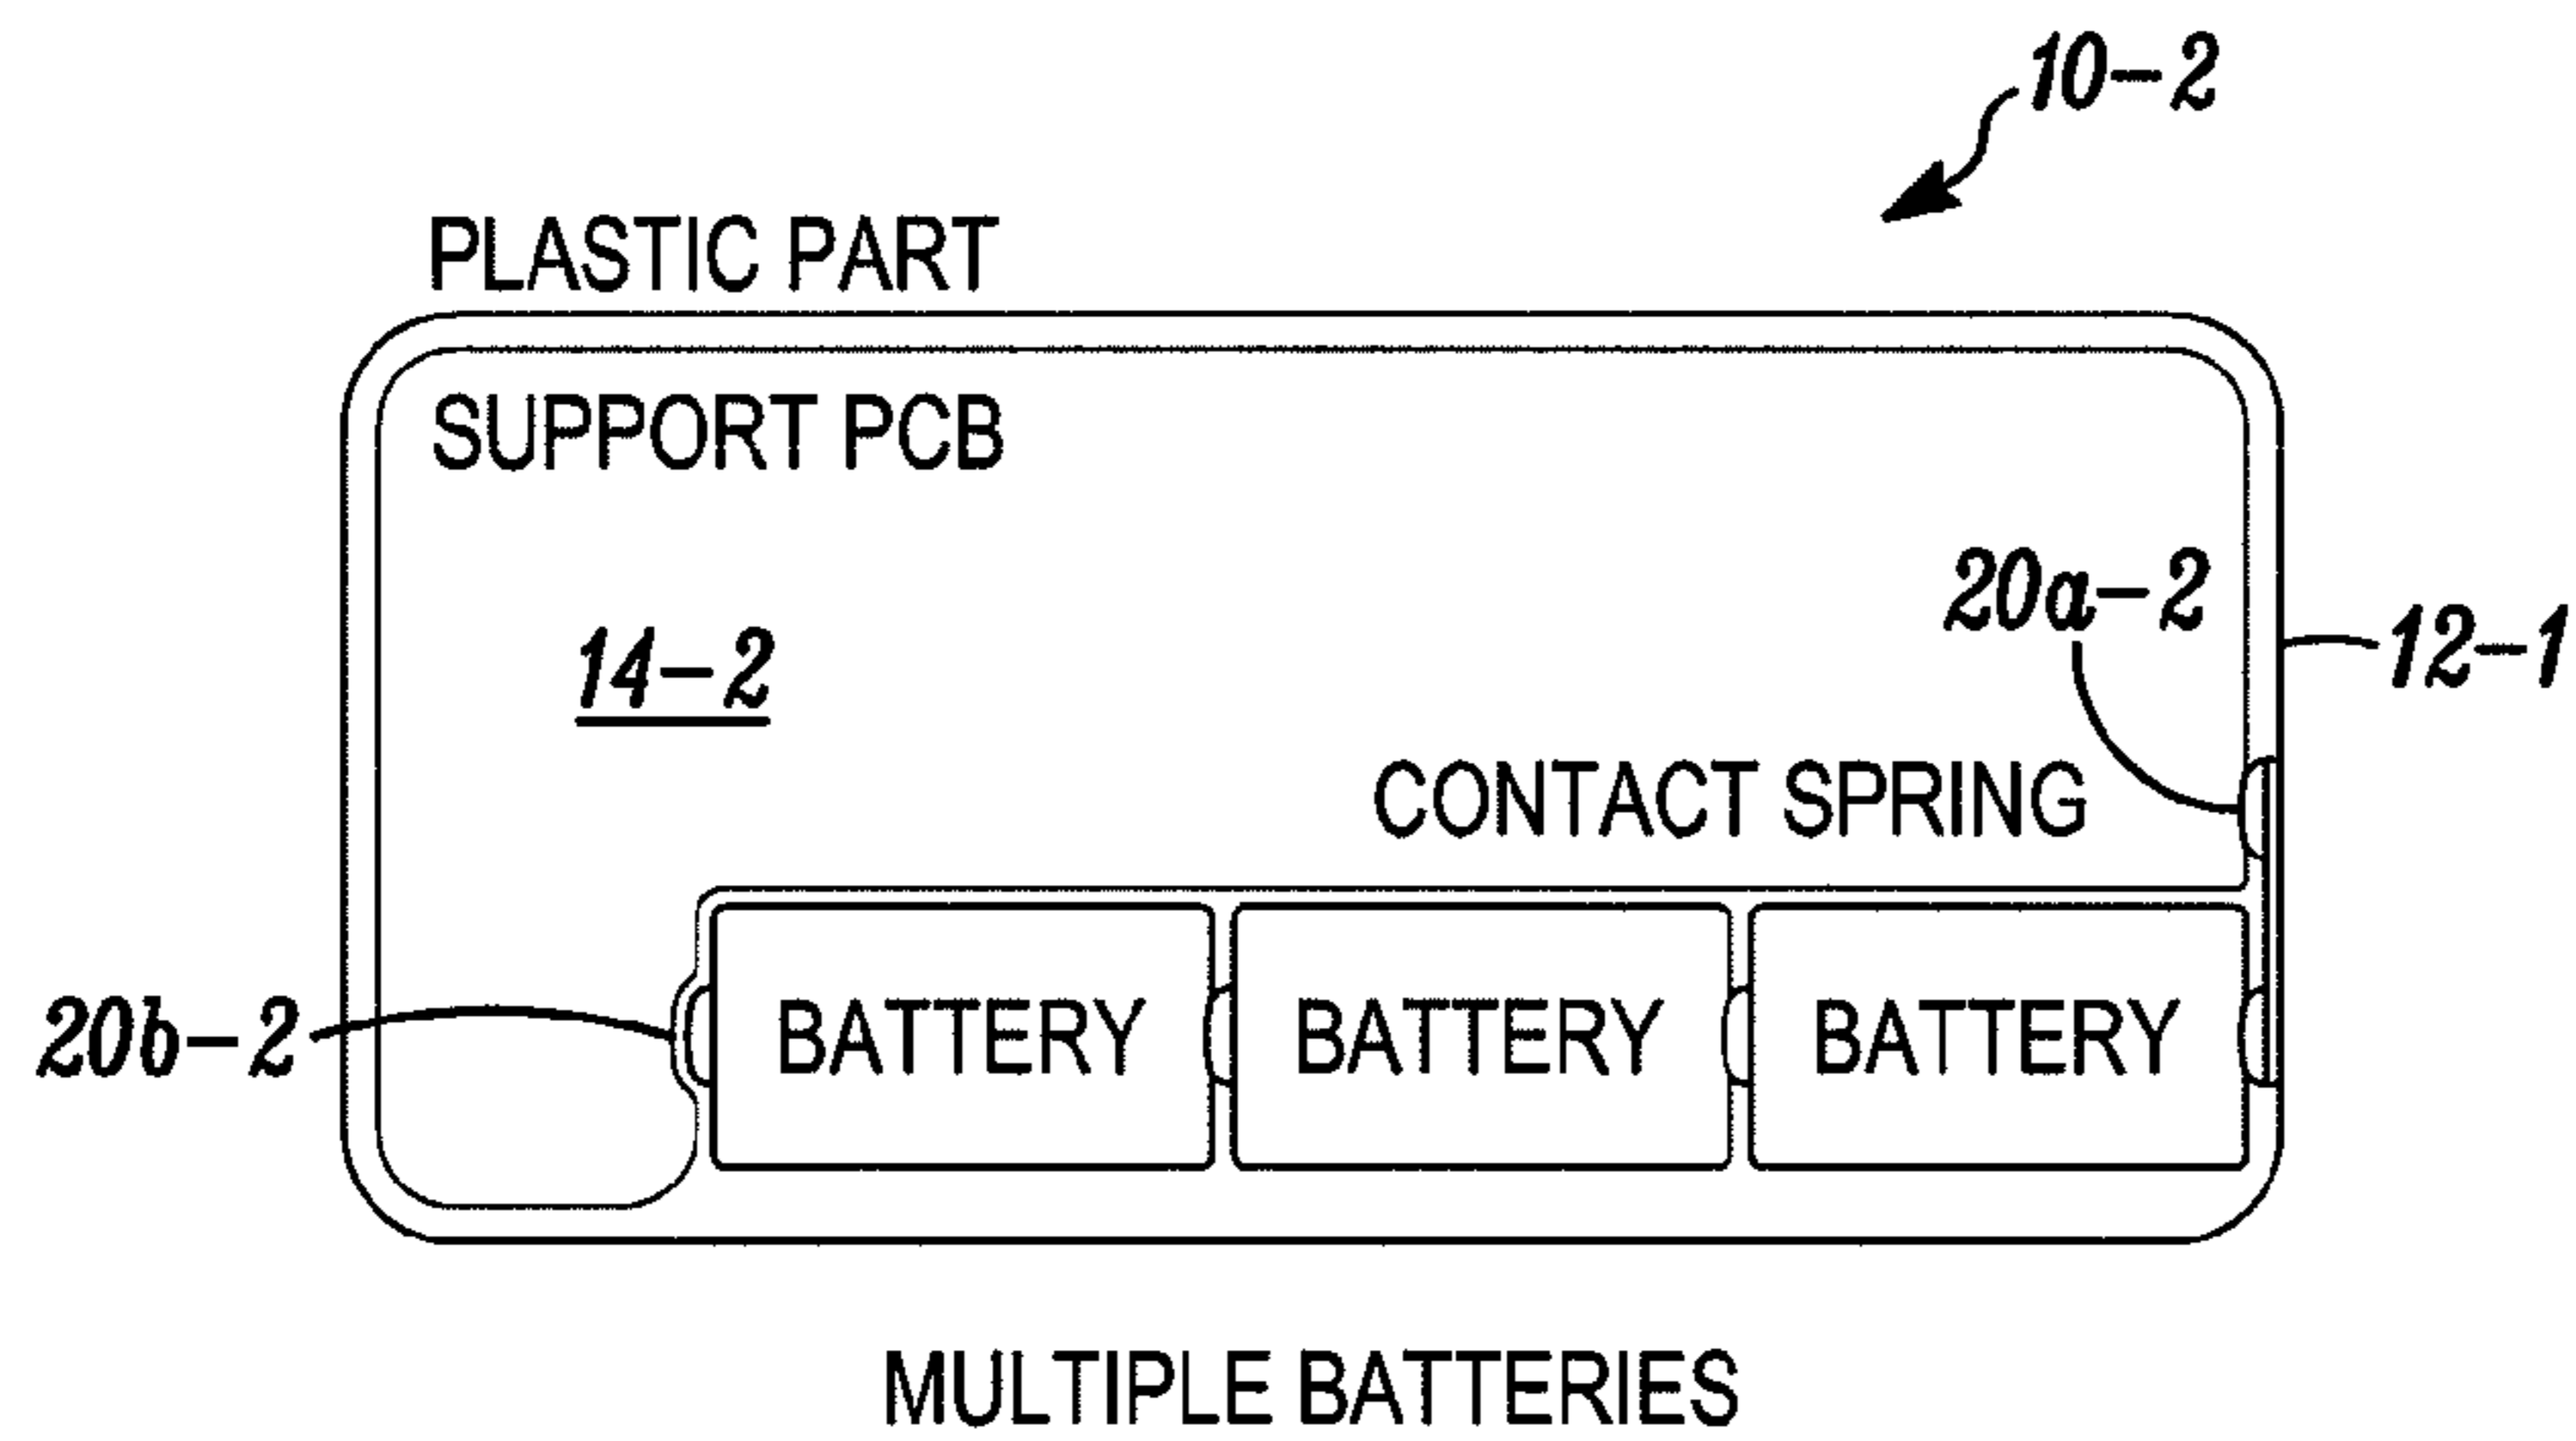 10-2
PLASTIC PART
SUPPORT PCB
20a-2
12-1
14-2
CONTACT SPRING
20b-2
BATTERY BATTERY BATTERY
MULTIPLE BATTERIES